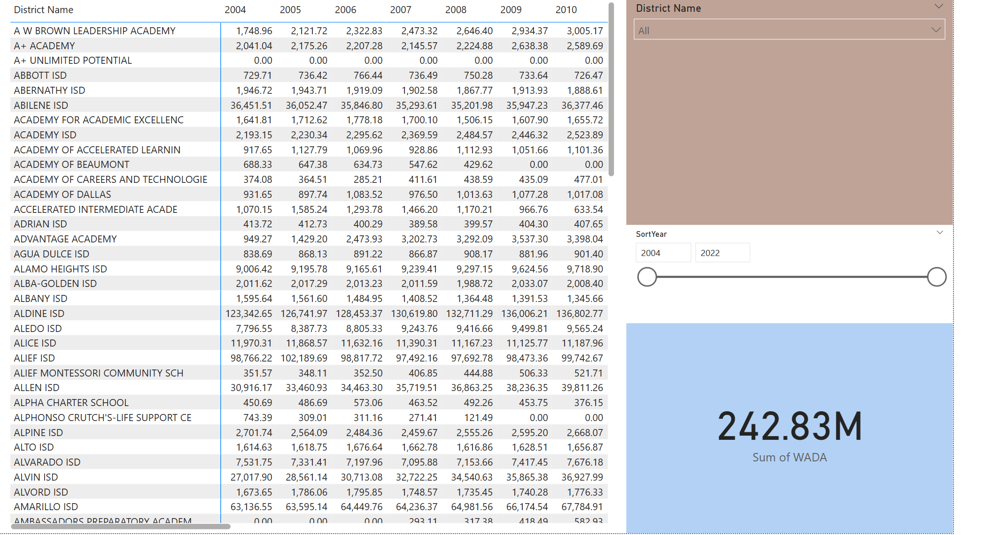 District Name 2004 2005 2006 2007 2008 2009 2010
A W BROWN LEADERSHIP ACADEMY 1,748.96 2,121.72 2,322.83 2,473.32 2,646.40 2,934.37 3,005.17
A+ ACADEMY 2,041.04 2,175.26 2,207.28 2,145.57 2,224.88 2,638.38 2,589.69
A+ UNLIMITED POTENTIAL 0.00 0.00 0.00 0.00 0.00 0.00 0.00
ABBOTT ISD 729.71 736.42 766.44 736.49 750.28 733.64 726.47
ABERNATHY ISD 1,946.72 1,943.71 1,919.09 1,902.58 1,867.77 1,913.93 1,888.61
ABILENE ISD 36,451.51 36,052.47 35,846.80 35,293.61 35,201.98 35,947.23 36,377.46
ACADEMY FOR ACADEMIC EXCELLENC 1,641.81 1,712.62 1,778.18 1,700.10 1,506.15 1,607.90 1,655.72
ACADEMY ISD 2,193.15 2,230.34 2,295.62 2,369.59 2,484.57 2,446.32 2,523.89
ACADEMY OF ACCELERATED LEARNIN 917.65 1,127.79 1,069.96 928.86 1,112.93 1,051.66 1,101.36
ACADEMY OF BEAUMONT 688.33 647.38 634.73 547.62 429.62 0.00 0.00
ACADEMY OF CAREERS AND TECHNOLOGIE 374.08 364.51 285.21 411.61 438.59 435.09 477.01
ACADEMY OF DALLAS 931.65 897.74 1,083.52 976.50 1,013.63 1,077.28 1,017.08
ACCELERATED INTERMEDIATE ACADE 1,070.15 1,585.24 1,293.78 1,466.20 1,170.21 966.76 633.54
ADRIAN ISD 413.72 412.73 400.29 389.58 399.57 404.30 407.65
ADVANTAGE ACADEMY 949.27 1,429.20 2,473.93 3,202.73 3,292.09 3,537.30 3,398.04
AGUA DULCE ISD 838.69 868.13 891.22 866.87 908.17 881.96 901.40
ALAMO HEIGHTS ISD 9,006.42 9,195.78 9,165.61 9,239.41 9,297.15 9,624.56 9,718.90
ALBA-GOLDEN ISD 2,011.62 2,017.29 2,013.23 2,011.59 1,988.72 2,033.07 2,008.40
ALBANY ISD 1,595.64 1,561.60 1,484.95 1,408.52 1,364.48 1,391.53 1,345.66
ALDINE ISD 123,342.65 126,741.97 128,453.37 130,619.80 132,711.29 136,006.21 136,802.77
ALEDO ISD 7,796.55 8,387.73 8,805.33 9,243.76 9,416.66 9,499.81 9,565.24
ALICE ISD 11,970.31 11,868.57 11,632.16 11,390.31 11,167.23 11,125.77 11,187.96
ALIEF ISD 98,766.22 102,189.69 98,817.72 97,492.16 97,692.78 98,473.36 99,742.67
ALIEF MONTESSORI COMMUNITY SCH 351.57 348.11 352.50 406.85 444.88 506.33 521.71
ALLEN ISD 30,916.17 33,460.93 34,463.30 35,719.51 36,863.25 38,236.35 39,811.26
ALPHA CHARTER SCHOOL 450.69 486.69 573.06 463.52 492.26 453.75 376.15
ALPHONSO CRUTCH'S-LIFE SUPPORT CE 743.39 309.01 311.16 271.41 121.49 0.00 0.00
ALPINE ISD 2,701.74 2,564.09 2,484.36 2,459.67 2,555.26 2,595.20 2,668.07
ALTO ISD 1,614.63 1,618.75 1,676.64 1,662.78 1,616.86 1,628.51 1,656.87
ALVARADO ISD 7,531.75 7,331.41 7,197.96 7,095.88 7,153.66 7,417.45 7,676.18
ALVIN ISD 27,017.90 28,561.14 30,713.08 32,722.25 34,540.63 35,865.38 36,927.99
ALVORD ISD 1,673.65 1,786.06 1,795.85 1,748.57 1,735.45 1,740.28 1,776.33
AMARILLO ISD 63,136.55 63,595.14 64,449.76 64,236.37 64,981.56 66,174.54 67,784.91
AMBASSADORS PREPARATORY ACADEM 0.00 0.00 0.00 293.11 317.38 418.49 582.93
District Name
All
SortYear
2004 2022
242.83M
Sum of WADA